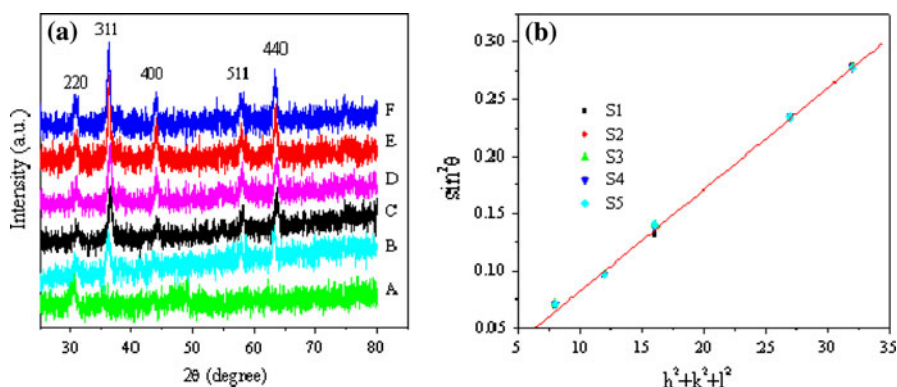 (a)
311
220
400
511
440
F
E
D
C
B
A
Intensity (a.u.)
25 30 40 50 60 70 80
2θ (degree)
(b)
0.30
0.25
0.20
0.15
0.10
0.05
S1
S2
S3
S4
S5
sin²θ
5 10 15 20 25 30 35
h²+k²+l²